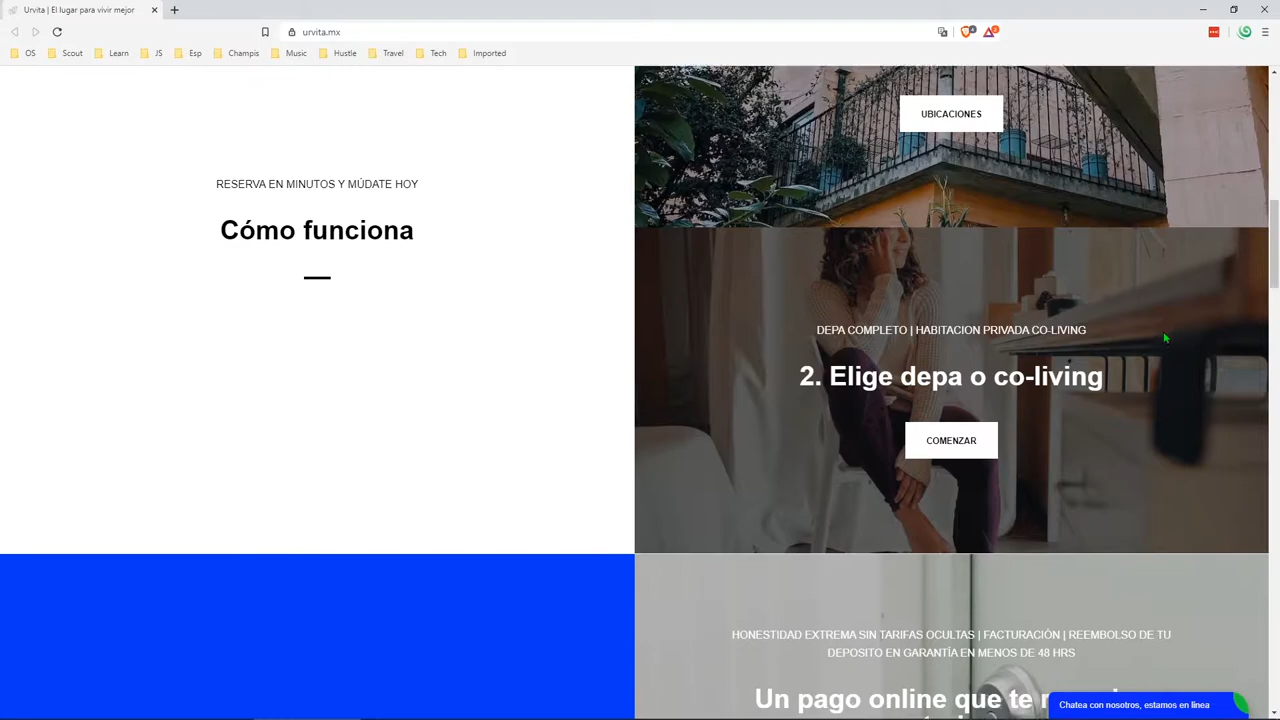 Urvita | El lugar para vivir mejor
urvita.mx
OS
Scout
Learn
JS
Esp
Champis
Music
Hustle
Travel
Tech
Imported
UBICACIONES
RESERVA EN MINUTOS Y MÚDATE HOY
Cómo funciona
DEPA COMPLETO | HABITACION PRIVADA CO-LIVING
2. Elige depa o co-living
COMENZAR
HONESTIDAD EXTREMA SIN TARIFAS OCULTAS | FACTURACIÓN | REEMBOLSO DE TU
DEPOSITO EN GARANTÍA EN MENOS DE 48 HRS
Un pago online que te
Chatea con nosotros, estamos en línea